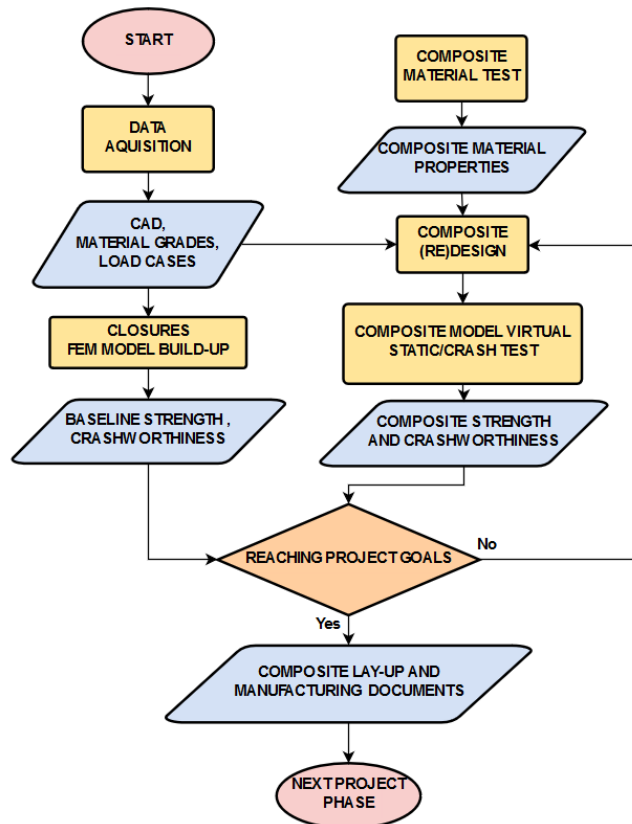 START
DATA
AQUISITION
CAD,
MATERIAL GRADES,
LOAD CASES
CLOSURES
FEM MODEL BUILD-UP
BASELINE STRENGTH ,
CRASHWORTHINESS
COMPOSITE
MATERIAL TEST
COMPOSITE MATERIAL
PROPERTIES
COMPOSITE
(RE)DESIGN
COMPOSITE MODEL VIRTUAL
STATIC/CRASH TEST
COMPOSITE STRENGTH
AND CRASHWORTHINESS
REACHING PROJECT GOALS
No
Yes
COMPOSITE LAY-UP AND
MANUFACTURING DOCUMENTS
NEXT PROJECT
PHASE